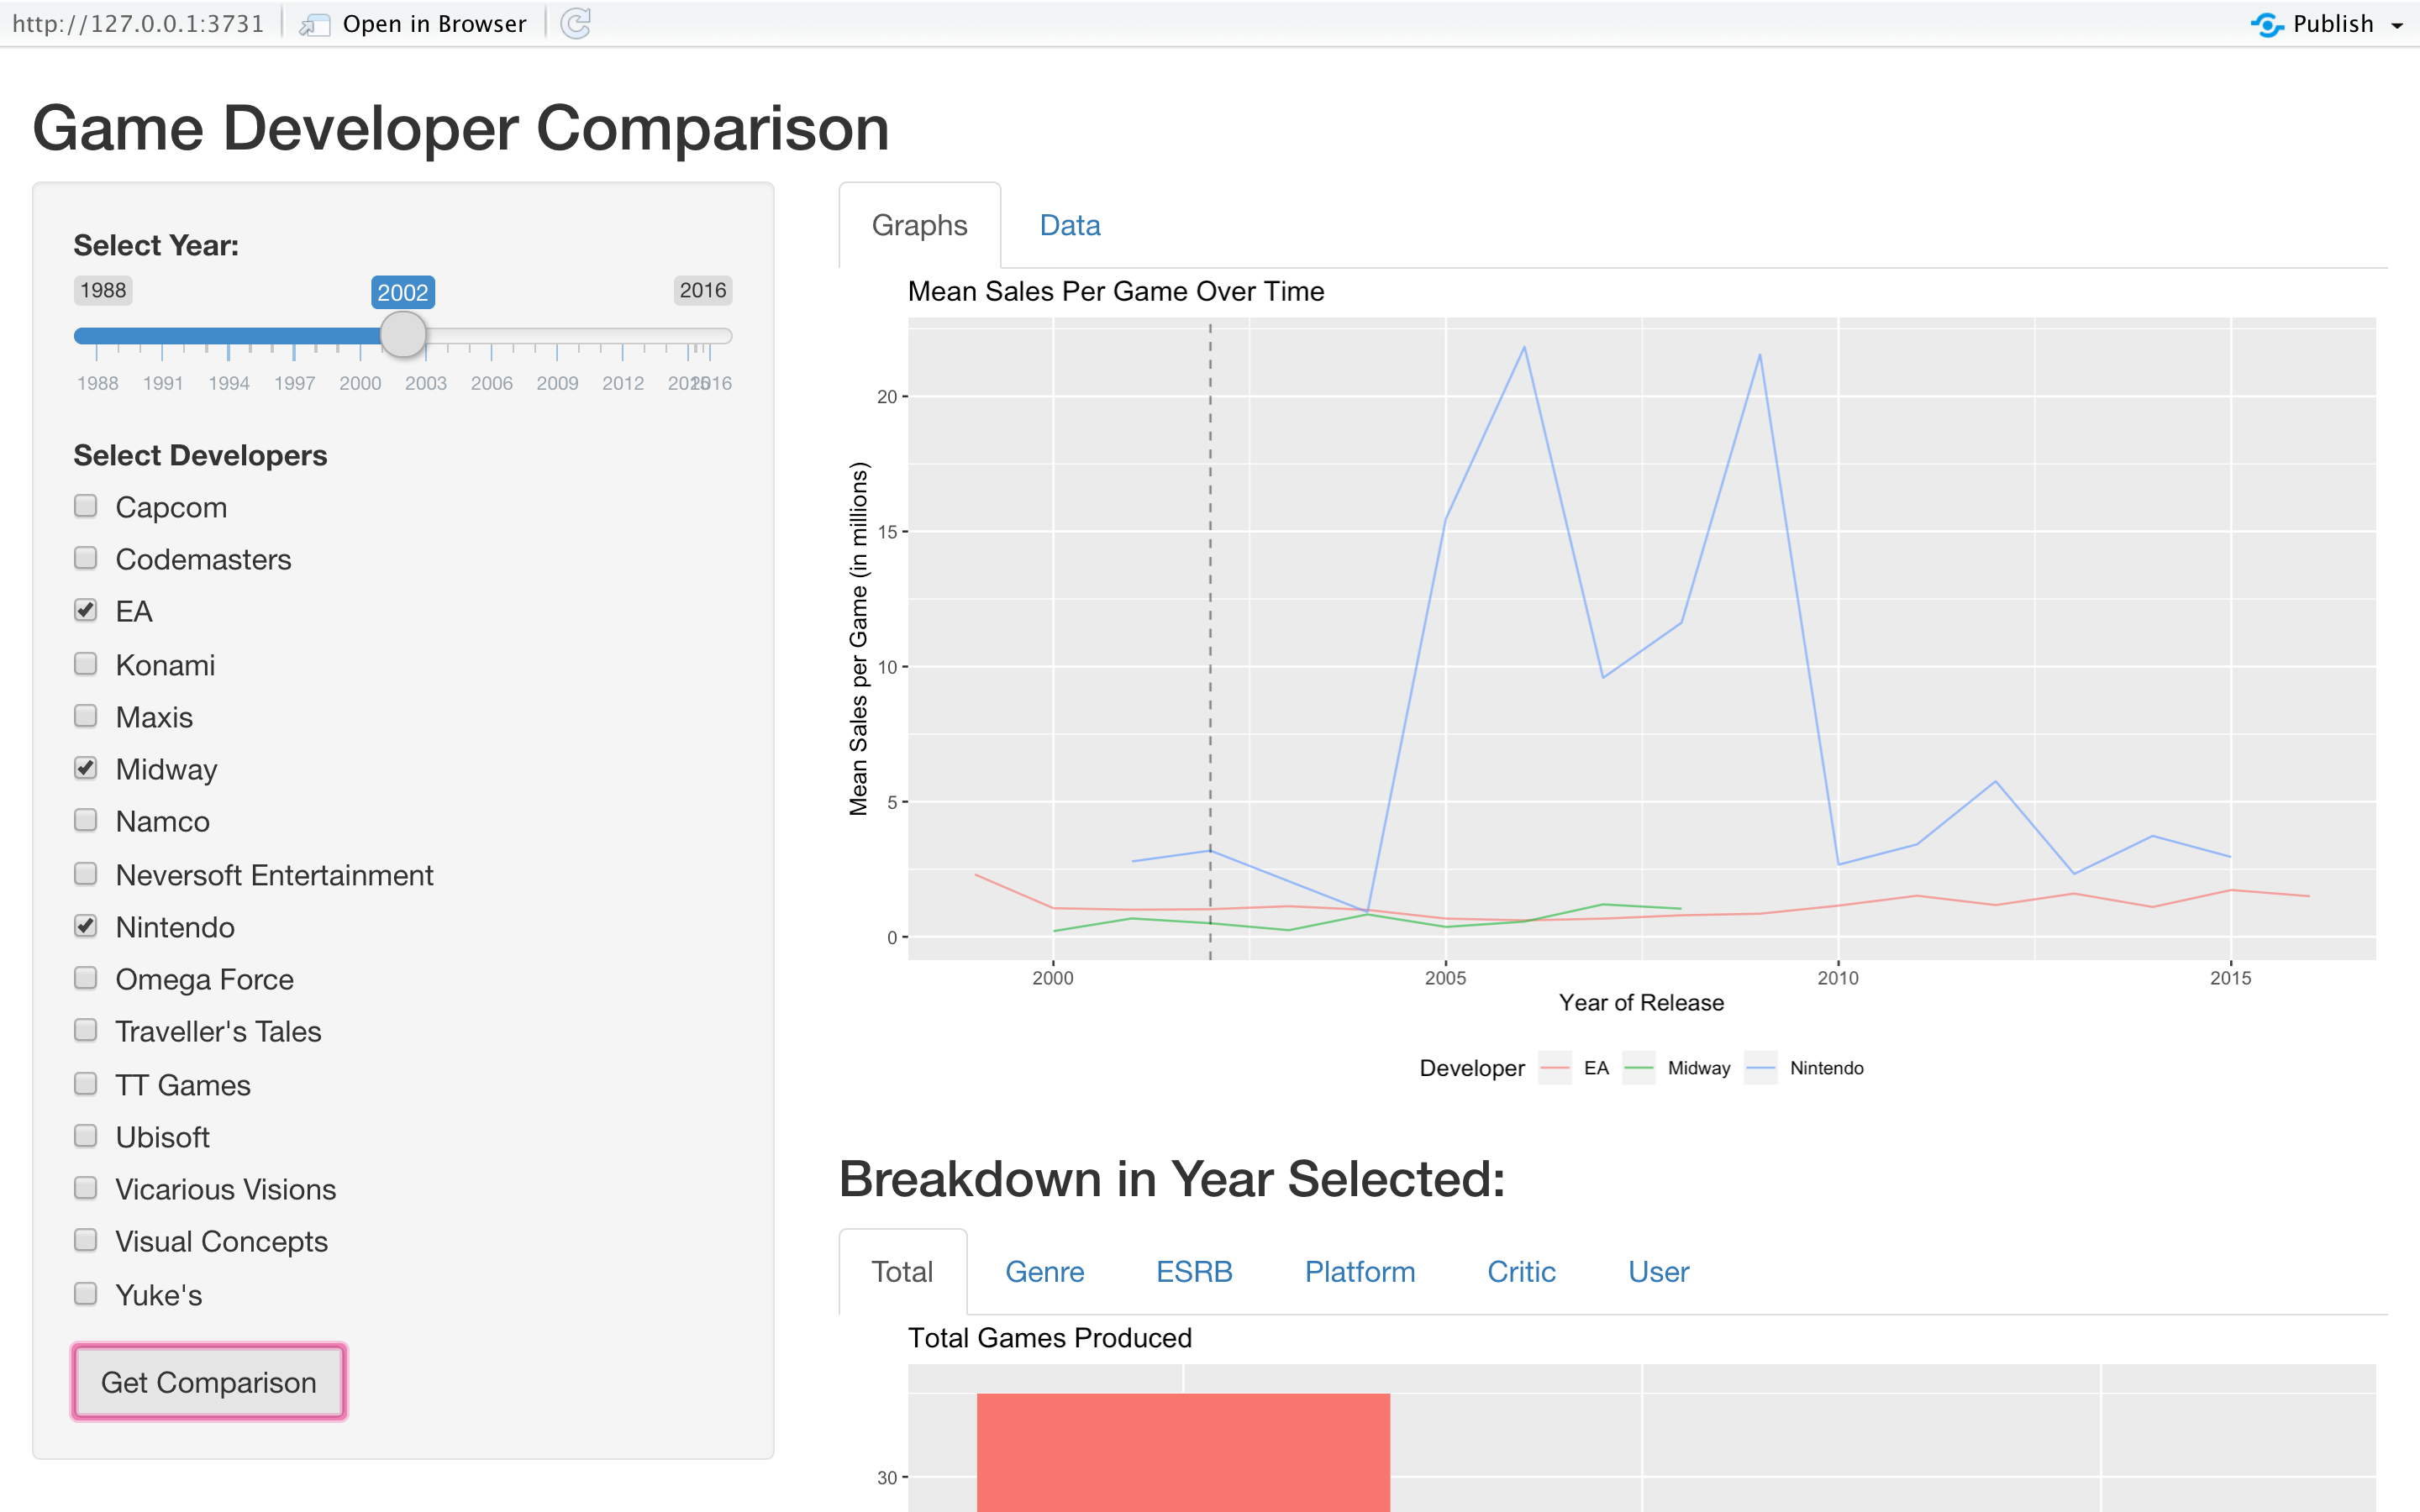 http://127.0.0.1:3731 Open in Browser Publish
Game Developer Comparison
Select Year:
1988 2002 2016
1988 1991 1994 1997 2000 2003 2006 2009 2012 2015 2016
Select Developers
Capcom
Codemasters
EA
Konami
Maxis
Midway
Namco
Neversoft Entertainment
Nintendo
Omega Force
Traveller's Tales
TT Games
Ubisoft
Vicarious Visions
Visual Concepts
Yuke's
Get Comparison
Graphs Data
Mean Sales Per Game Over Time
Mean Sales per Game (in millions)
20
15
10
5
0
2000 2005 2010 2015
Year of Release
Developer EA Midway Nintendo
Breakdown in Year Selected:
Total Genre ESRB Platform Critic User
Total Games Produced
30